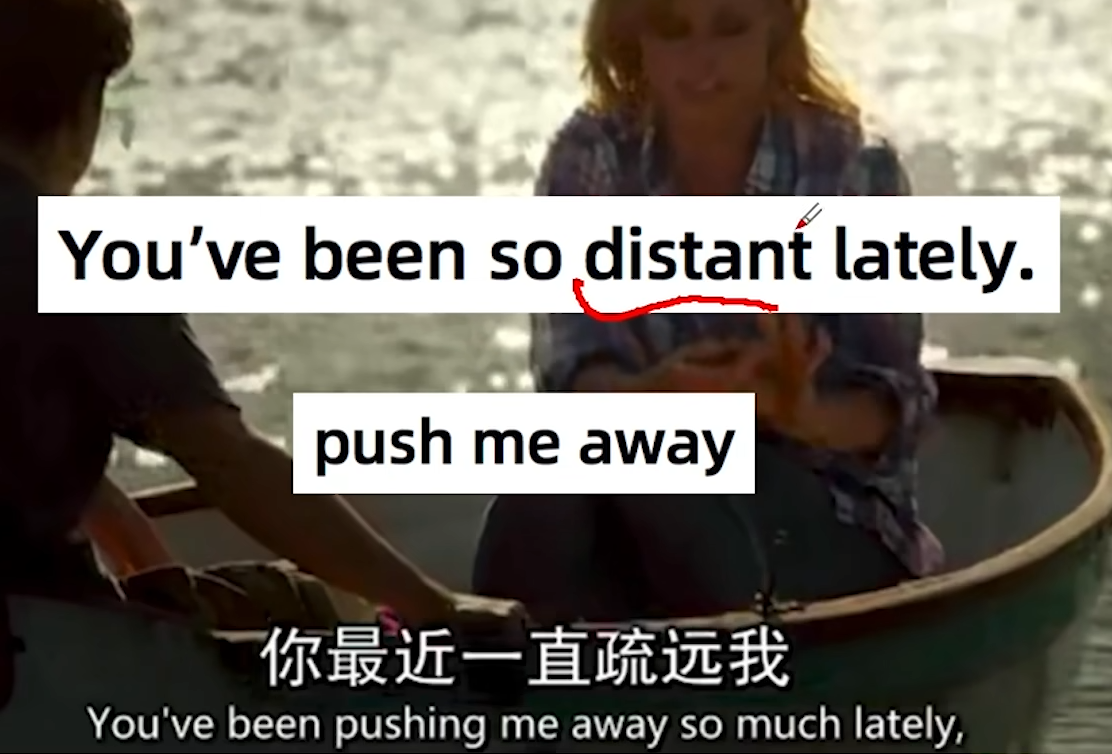 You’ve been so distant lately.
push me away
你最近一直疏远我
You've been pushing me away so much lately,